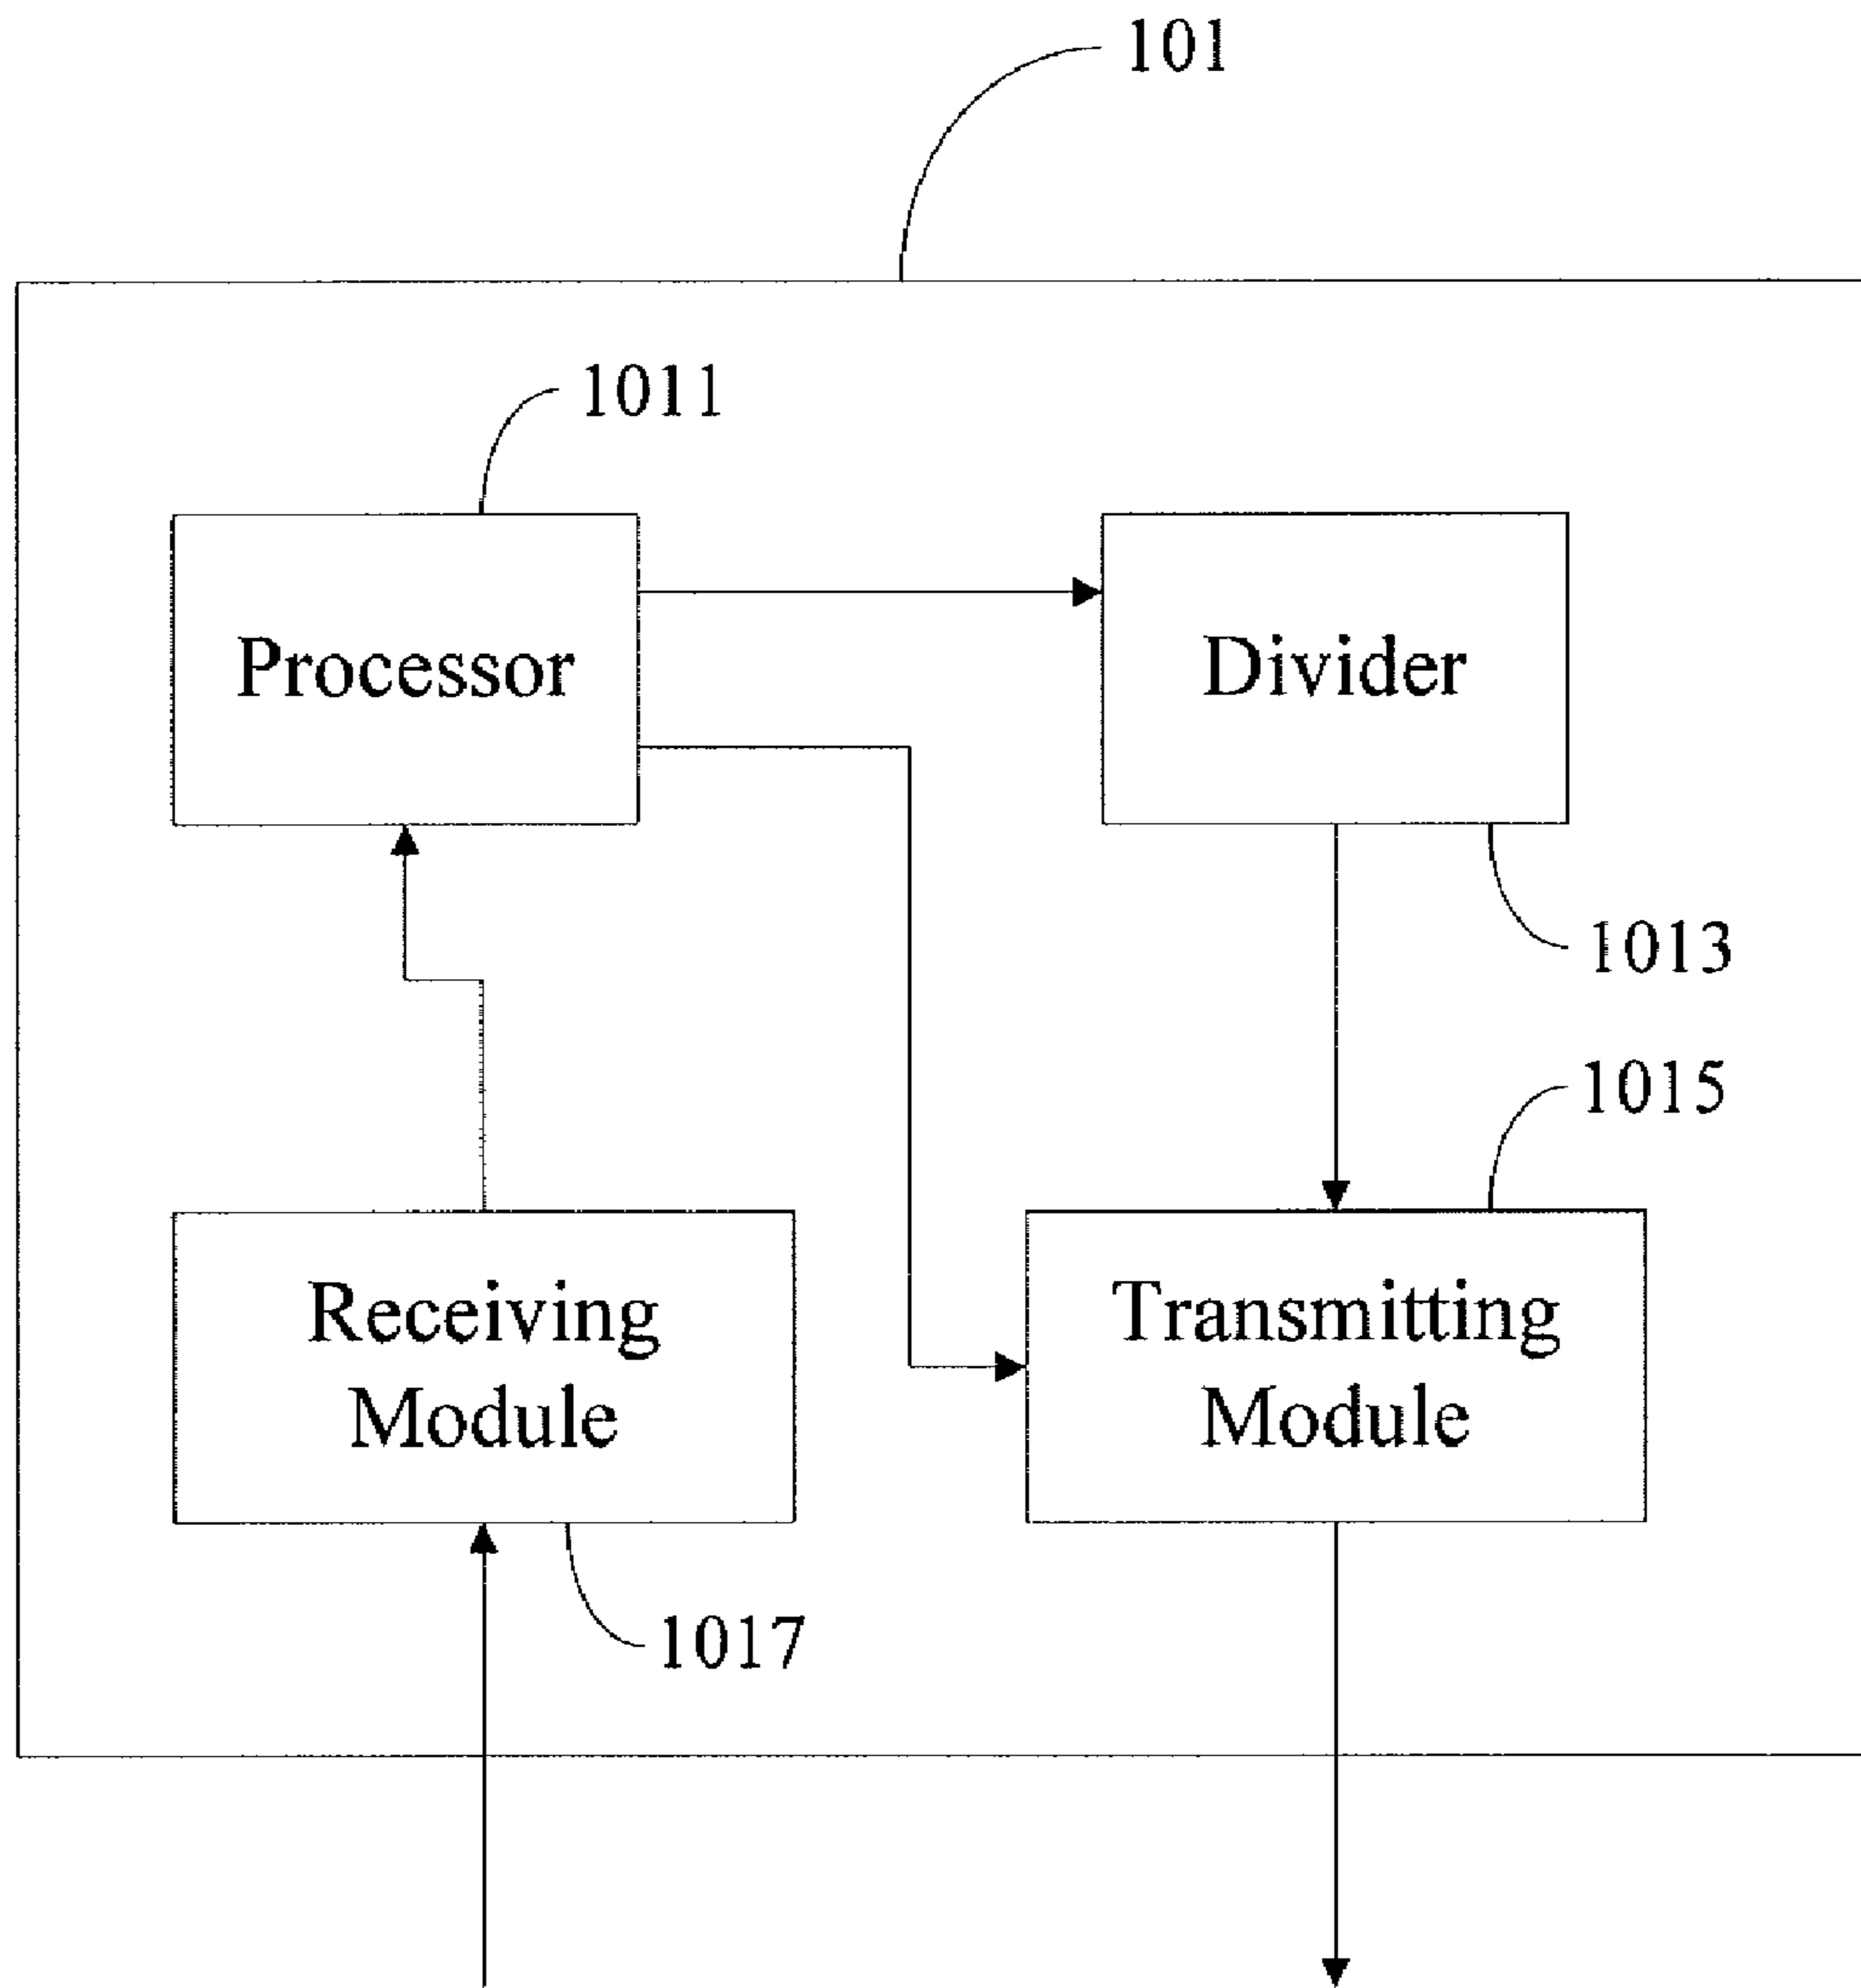 101
1011
Processor
Divider
1013
1015
Receiving
Module
Transmitting
Module
1017